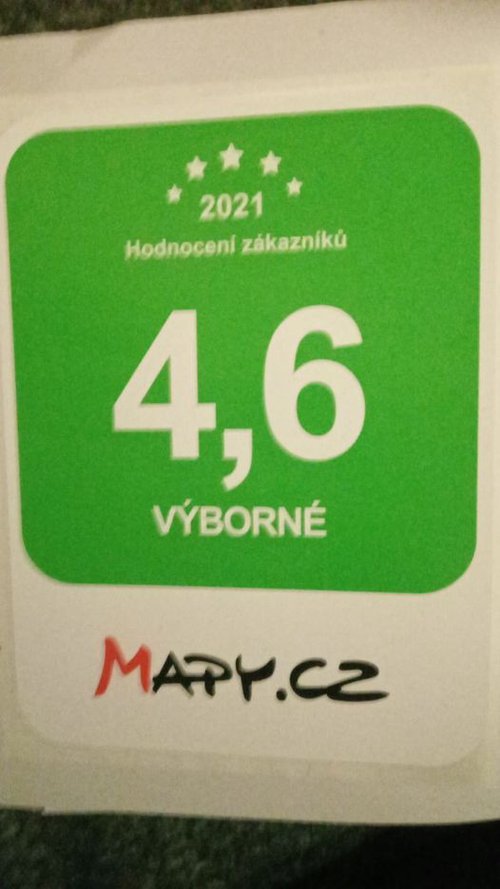 2021
Hodnocení zákazníků
4,6
VÝBORNÉ
MAPY.CZ